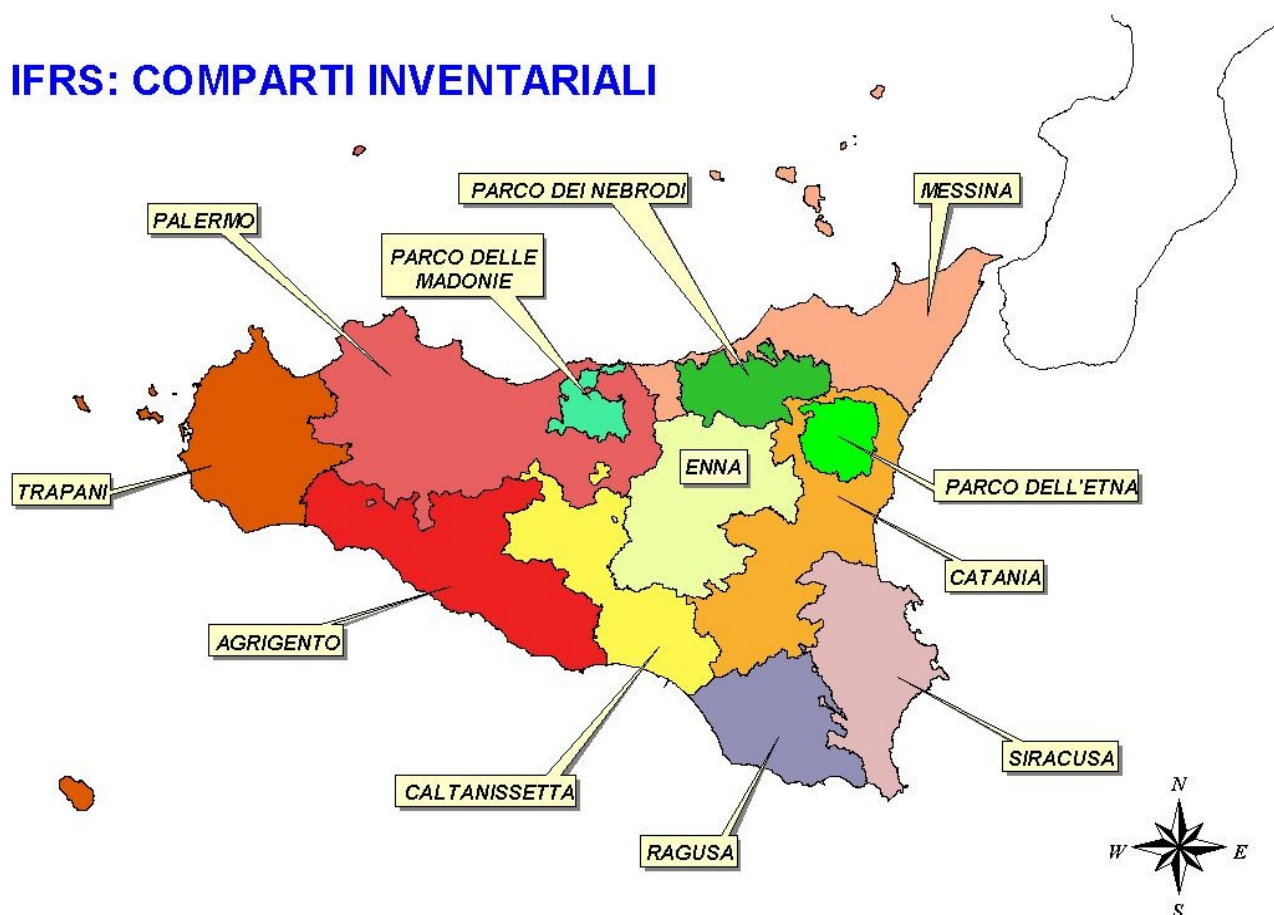 IFRS: COMPARTI INVENTARIALI
PARCO DEI NEBRODI
MESSINA
PALERMO
PARCO DELLE
MADONIE
ENNA
TRAPANI
PARCO DELL'ETNA
CATANIA
AGRIGENTO
SIRACUSA
CALTANISSETTA
RAGUSA
N
W E
S